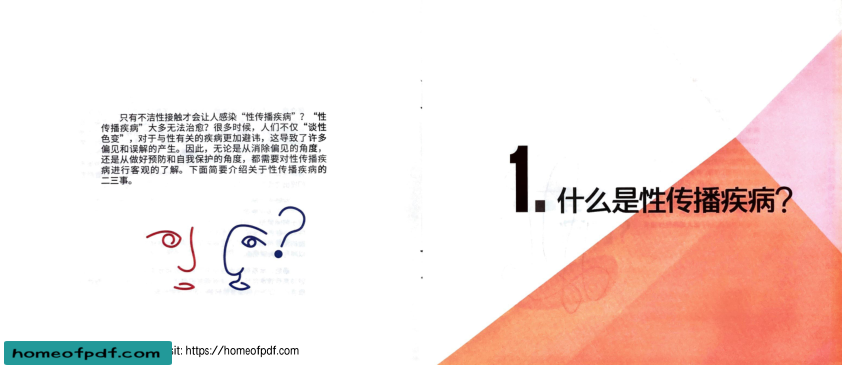 只有不洁性接触才会让人感染“性传播疾病”？“性
传播疾病”大多无法治愈？很多时候，人们不仅“谈性
色变”，对于与性有关的疾病更加避讳，这导致了许多
偏见和误解的产生。因此，无论是从消除偏见的角度，
还是从做好预防和自我保护的角度，都需要对性传播疾
病进行客观的了解。下面简要介绍关于性传播疾病的
二三事。
1. 什么是性传播疾病？
homeofpdf.com
sit: https://homeofpdf.com